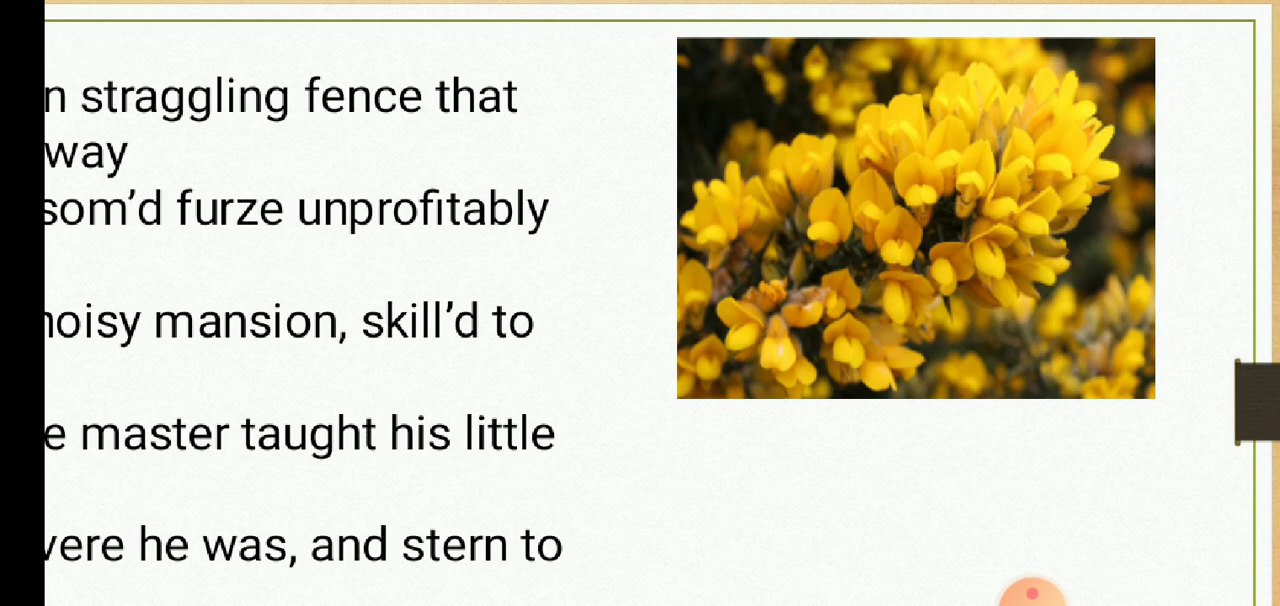 n straggling fence that
way
som’d furze unprofitably
noisy mansion, skill’d to
e master taught his little
vere he was, and stern to